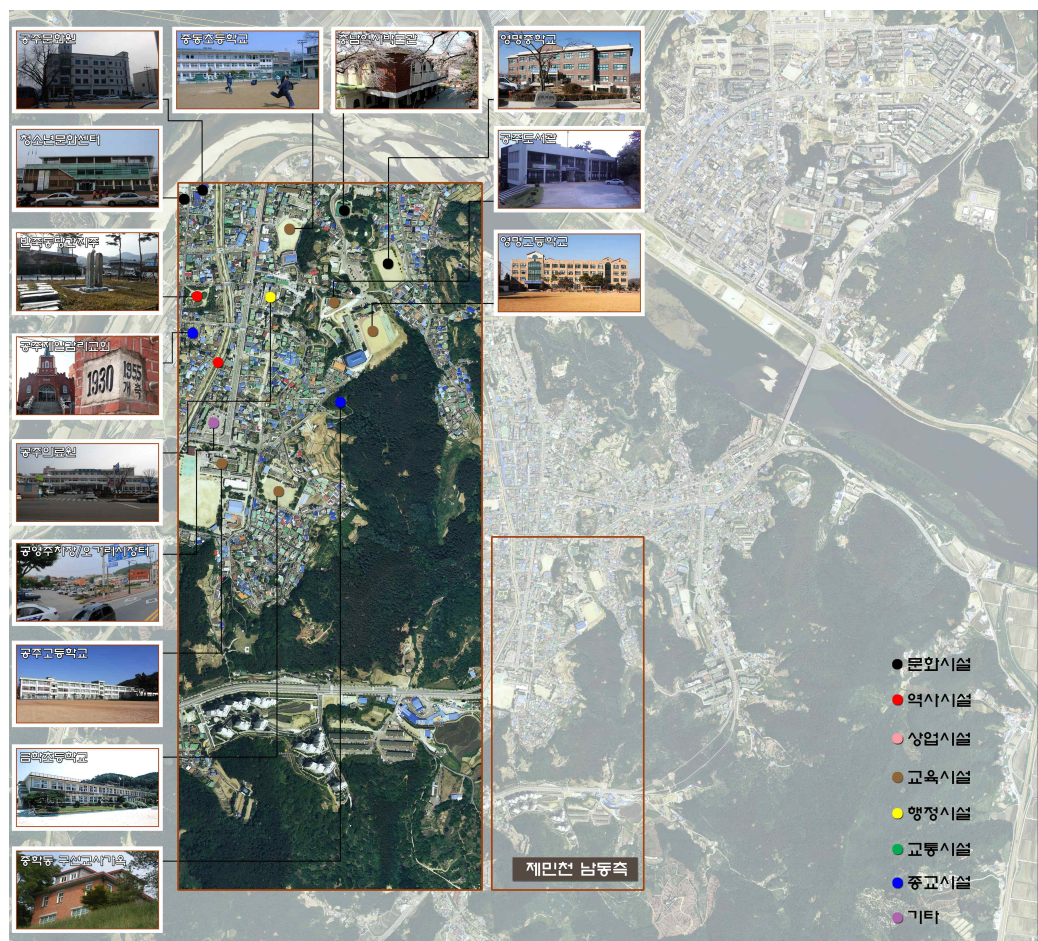 공주문화원
중동초등학교
충남역사박물관
영명중학교
청소년문화센터
공주도서관
반죽동당간지주
영명고등학교
공주제일감리교회
1930
1955
개축
공주의료원
공영주차장/오거리시장터
공주고등학교
금학초등학교
중학동 구선교사가옥
제민천 남동측
문화시설
역사시설
상업시설
교육시설
행정시설
교통시설
종교시설
기타